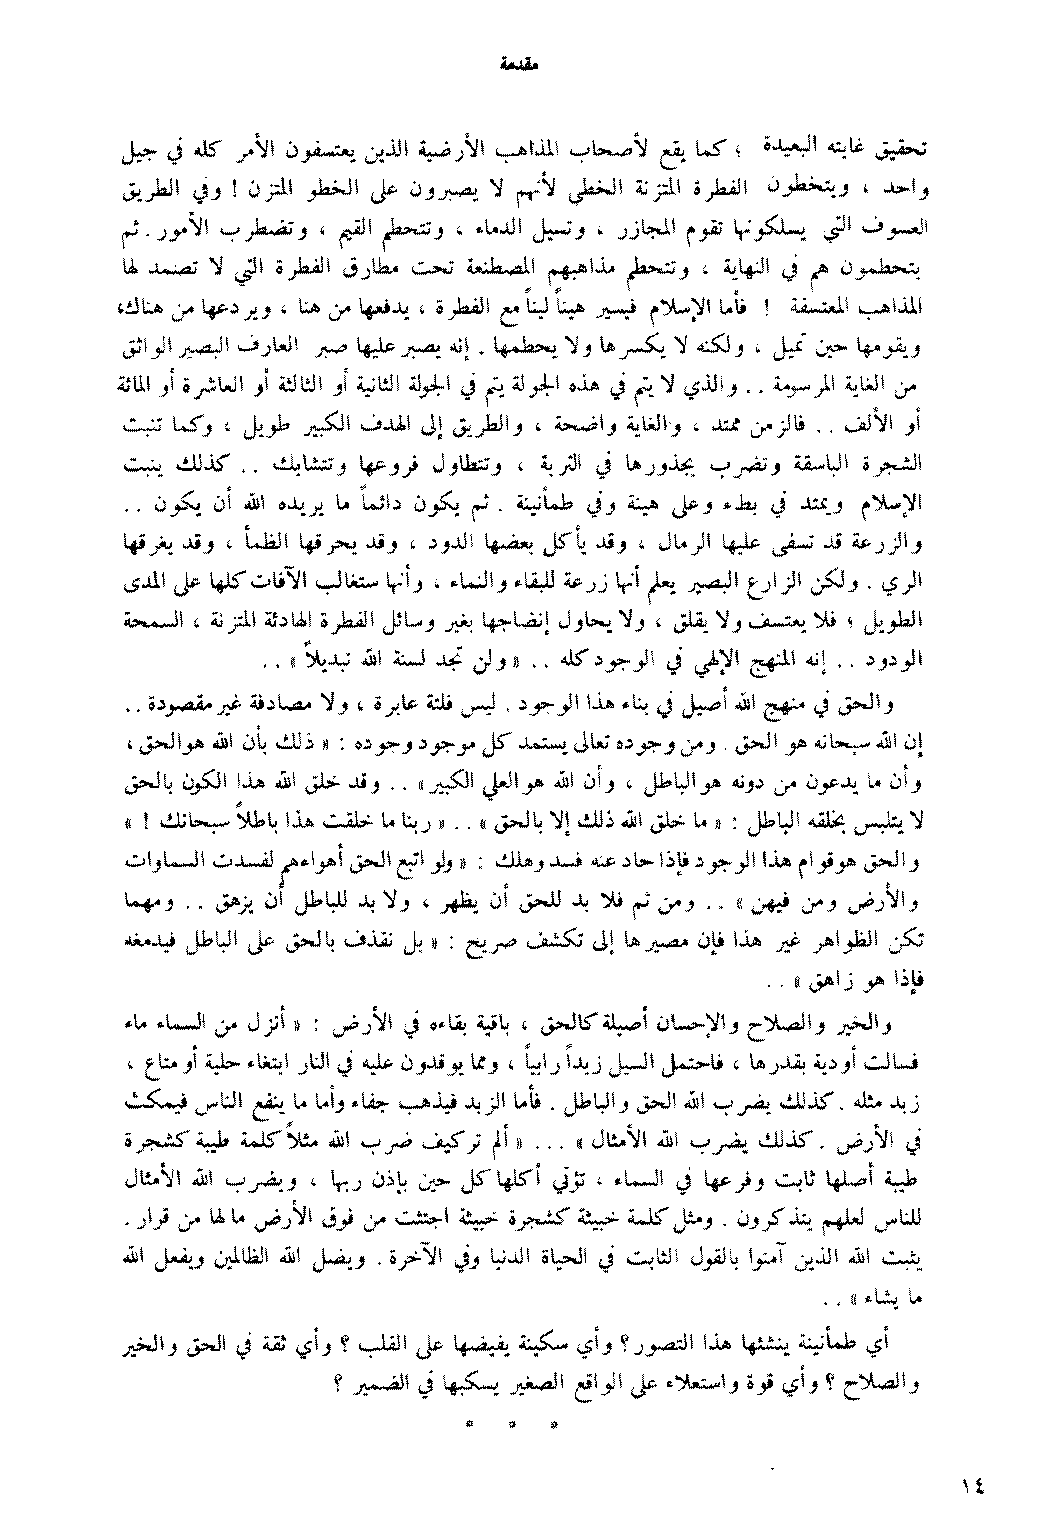 مقدمة
تحقيق غايته البعيدة ؛ كما يقع لأصحاب المذاهب الأرضية الذين يعتسفون الأمر كله في جيل
واحد ، ويتخطون الفطرة المتزنة الخطى لأنهم لا يصبرون على الخطو المتزن ! وفي الطريق
العسوف التي يسلكونها تقوم المجازر ، وتسيل الدماء ، وتتحطم القيم ، وتضطرب الأمور . ثم
يتحطمون هم في النهاية ، وتتحطم مذاهبهم المصطنعة تحت مطارق الفطرة التي لا تصمد لها
المذاهب المعتسفة ! فأما الإسلام فيسير هيناً ليناً مع الفطرة ، يدفعها من هنا ، ويردعها من هناك،
ويقومها حين تميل ، ولكنه لا يكسرها ولا يحطمها . إنه يصبر عليها صبر العارف البصير الواثق
من الغاية المرسومة .. والذي لا يتم في هذه الجولة يتم في الجولة الثانية أو الثالثة أو العاشرة أو المائة
أو الألف .. فالزمن ممتد ، والغاية واضحة ، والطريق إلى الهدف الكبير طويل ، وكما تنبت
الشجرة الباسقة وتضرب بجذورها في التربة ، وتتطاول فروعها وتتشابك .. كذلك ينبت
الإسلام ويمتد في بطء وعلى هينة وفي طمأنينة . ثم يكون دائماً ما يريده الله أن يكون ..
والزرعة قد تسفى عليها الرمال ، وقد يأكل بعضها الدود ، وقد يحرقها الظمأ ، وقد يغرقها
الري . ولكن الزارع البصير يعلم أنها زرعة للبقاء والنماء ، وأنها ستغالب الآفات كلها على المدى
الطويل ؛ فلا يعتسف ولا يقلق ، ولا يحاول إنضاجها بغير وسائل الفطرة الهادئة المتزنة ، السمحة
الودود .. إنه المنهج الإلهي في الوجود كله .. « ولن تجد لسنة الله تبديلاً » ..
والحق في منهج الله أصيل في بناء هذا الوجود . ليس فلتة عابرة ، ولا مصادفة غير مقصودة ..
إن الله سبحانه هو الحق . ومن وجوده تعالى يستمد كل موجود وجوده : « ذلك بأن الله هوالحق ،
وأن ما يدعون من دونه هو الباطل ، وأن الله هو العلي الكبير» .. وقد خلق الله هذا الكون بالحق
لا يتلبس بخلقه الباطل : « ما خلق الله ذلك إلا بالحق » .. « ربنا ما خلقت هذا باطلاً سبحانك ! »
والحق هو قوام هذا الوجود فإذا حاد عنه فسد وهلك : « ولو اتبع الحق أهواءهم لفسدت السماوات
والأرض ومن فيهن » .. ومن ثم فلا بد للحق أن يظهر ، ولا بد للباطل أن يزهق .. ومهما
تكن الظواهر غير هذا فإن مصيرها إلى تكشف صريح : « بل نقذف بالحق على الباطل فيدمغه
فإذا هو زاهق » ..
والخير والصلاح والإحسان أصيلة كالحق ، باقية بقاءه في الأرض : « أنزل من السماء ماء
فسالت أودية بقدرها ، فاحتمل السيل زبداً رابياً ، ومما يوقدون عليه في النار ابتغاء حلية أو متاع ،
زبد مثله . كذلك يضرب الله الحق والباطل . فأما الزبد فيذهب جفاء وأما ما ينفع الناس فيمكث
في الأرض . كذلك يضرب الله الأمثال » ... « ألم تر كيف ضرب الله مثلاً كلمة طيبة كشجرة
طيبة أصلها ثابت وفرعها في السماء ، تؤتي أكلها كل حين بإذن ربها ، ويضرب الله الأمثال
للناس لعلهم يتذكرون . ومثل كلمة خبيثة كشجرة خبيثة اجتثت من فوق الأرض ما لها من قرار .
يثبت الله الذين آمنوا بالقول الثابت في الحياة الدنيا وفي الآخرة . ويضل الله الظالمين ويفعل الله
ما يشاء » ..
أي طمأنينة ينشئها هذا التصور ؟ وأي سكينة يفيضها على القلب ؟ وأي ثقة في الحق والخير
والصلاح ؟ وأي قوة واستعلاء على الواقع الصغير يسكبها في الضمير ؟
* * *
١٤